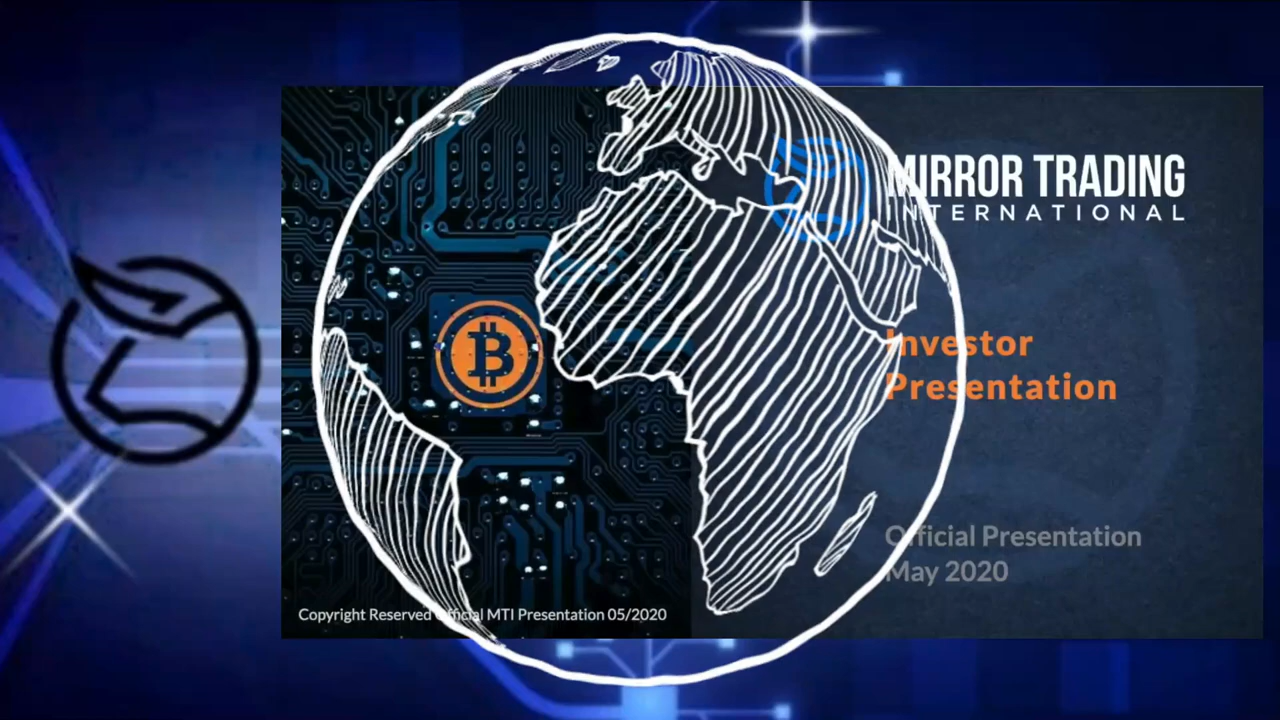 MIRROR TRADING
INTERNATIONAL
Investor
Presentation
Official Presentation
May 2020
Copyright Reserved Official MTI Presentation 05/2020